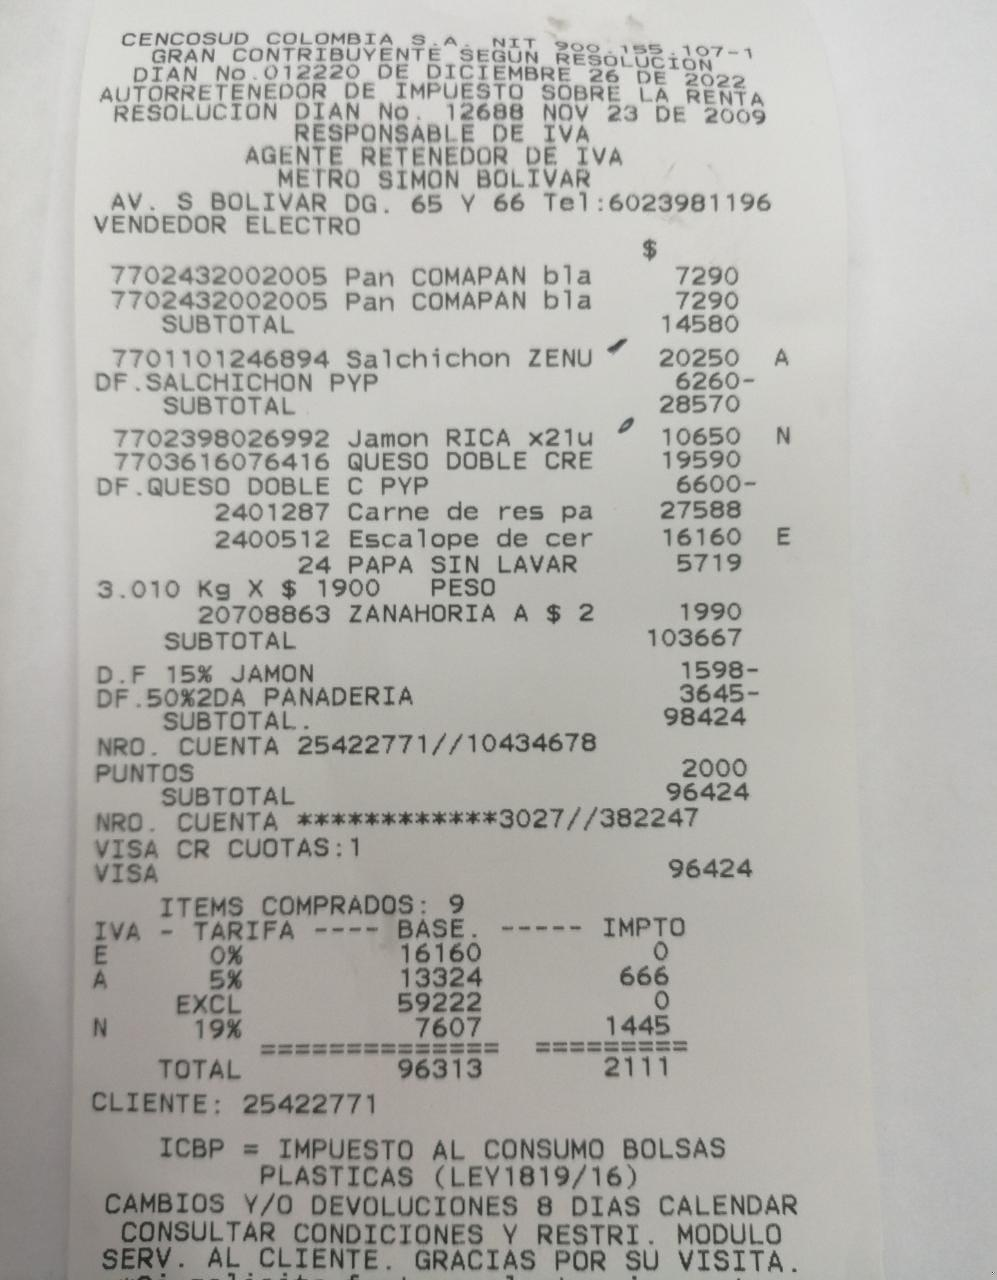 CENCOSUD COLOMBIA S.A. NIT 900.155.107-1
GRAN CONTRIBUYENTE SEGUN RESOLUCION
DIAN No.012220 DE DICIEMBRE 26 DE 2022
AUTORRETENEDOR DE IMPUESTO SOBRE LA RENTA
RESOLUCION DIAN No. 12688 NOV 23 DE 2009
RESPONSABLE DE IVA
AGENTE RETENEDOR DE IVA
METRO SIMON BOLIVAR
AV. S BOLIVAR DG. 65 Y 66 Tel:6023981196
VENDEDOR ELECTRO
$
7702432002005 Pan COMAPAN bla 7290
7702432002005 Pan COMAPAN bla 7290
SUBTOTAL 14580
7701101246894 Salchichon ZENU 20250 A
DF.SALCHICHON PYP 6260-
SUBTOTAL 28570
7702398026992 Jamon RICA x21u 10650 N
7703616076416 QUESO DOBLE CRE 19590
DF.QUESO DOBLE C PYP 6600-
2401287 Carne de res pa 27588
2400512 Escalope de cer 16160 E
24 PAPA SIN LAVAR 5719
3.010 Kg X $ 1900 PESO
20708863 ZANAHORIA A $ 2 1990
SUBTOTAL 103667
D.F 15% JAMON 1598-
DF.50%2DA PANADERIA 3645-
SUBTOTAL. 98424
NRO. CUENTA 25422771//10434678
PUNTOS 2000
SUBTOTAL 96424
NRO. CUENTA ************3027//382247
VISA CR CUOTAS:1
VISA 96424
ITEMS COMPRADOS: 9
IVA - TARIFA ---- BASE. ----- IMPTO
E 0% 16160 0
A 5% 13324 666
EXCL 59222 0
N 19% 7607 1445
============== =========
TOTAL 96313 2111
CLIENTE: 25422771
ICBP = IMPUESTO AL CONSUMO BOLSAS
PLASTICAS (LEY1819/16)
CAMBIOS Y/O DEVOLUCIONES 8 DIAS CALENDAR
CONSULTAR CONDICIONES Y RESTRI. MODULO
SERV. AL CLIENTE. GRACIAS POR SU VISITA.